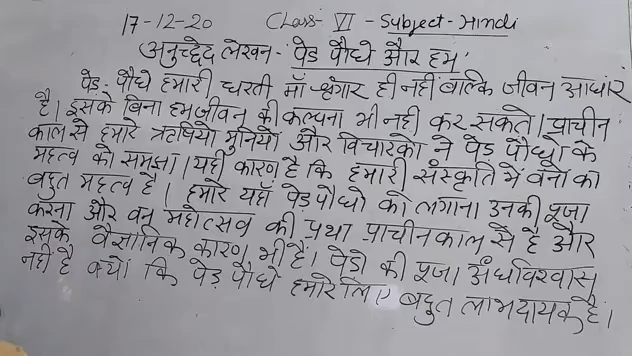 17-12-20 Class- VI - Subject-Hindi
अनुच्छेद लेखन- 'पेड पौधे और हम'
पेड़- पौधे हमारी धरती माँ श्रृंगार ही नहीं बल्कि जीवन आधार
है। इसके बिना हम जीवन की कल्पना भी नही कर सकते। प्राचीन
काल से हमारे ऋषियो मुनियों और विचारको ने पेड पौधो के
महत्व को समझा। यही कारण है कि हमारी संस्कृति में वनो का
बहुत महत्व है। हमारे यहाँ पेड़ पौधो को लगाना उनकी पूजा
करना और वन महोत्सव की प्रथा प्राचीन काल से है और
इसके वैज्ञानिक कारण भी है। पेड़ो की पूजा अंधविश्वास
नही है क्यों कि पेड़ पौधे हमारे लिए बहुत लाभदायक है।